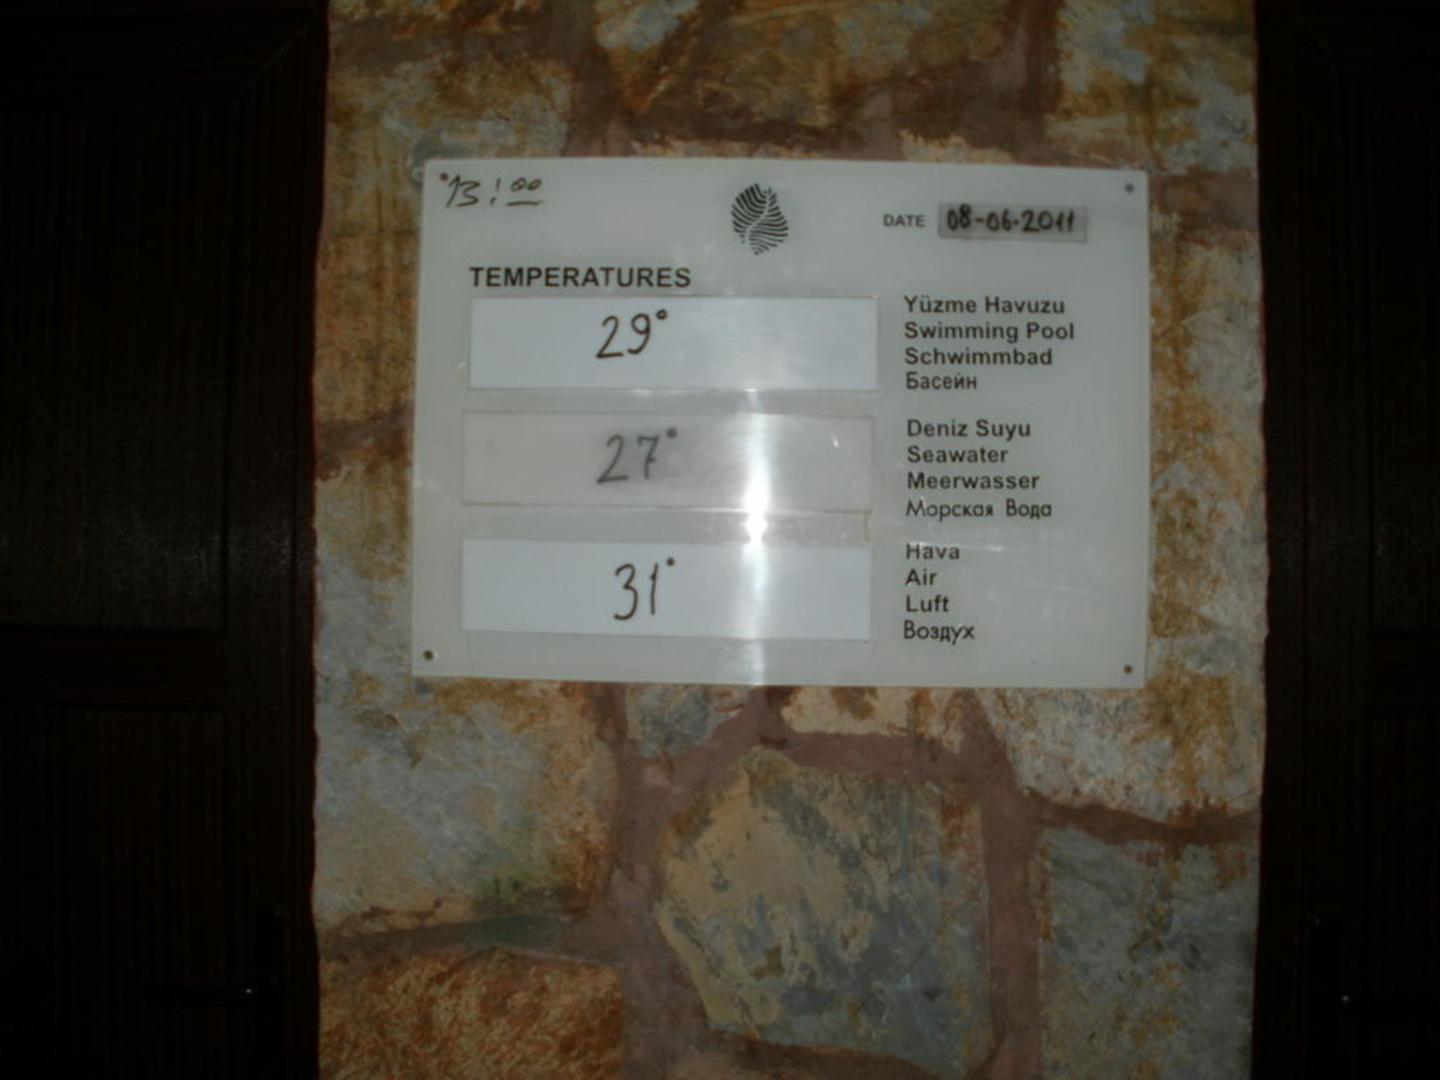 13:00
DATE 08-06-2011
TEMPERATURES
29°
Yüzme Havuzu
Swimming Pool
Schwimmbad
Басейн
27°
Deniz Suyu
Seawater
Meerwasser
Морская Вода
31°
Hava
Air
Luft
Воздух